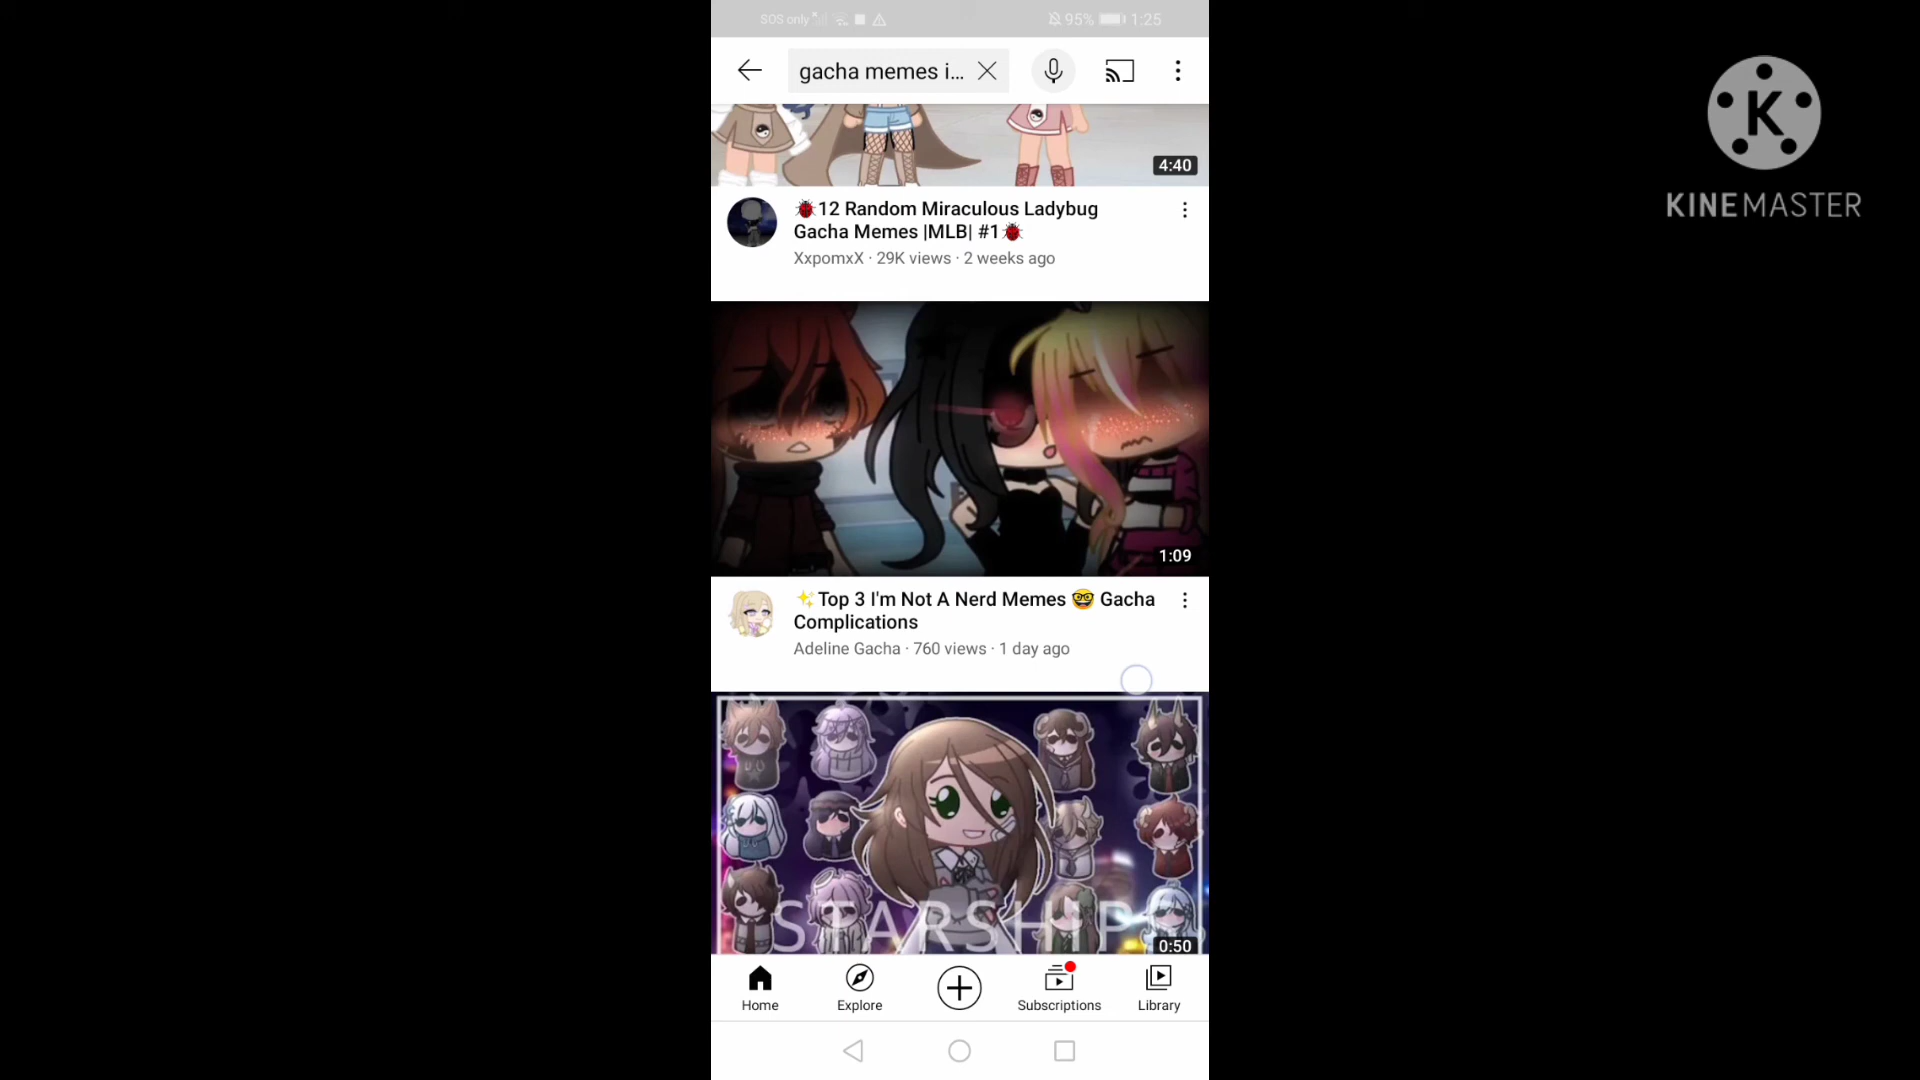 SOS only 95% 1:25
gacha memes i...
K
KINEMASTER
4:40
🐞12 Random Miraculous Ladybug
Gacha Memes |MLB| #1🐞
XxpomxX · 29K views · 2 weeks ago
1:09
✨Top 3 I'm Not A Nerd Memes 🤓 Gacha
Complications
Adeline Gacha · 760 views · 1 day ago
STARSHIPS
0:50
Home Explore Subscriptions Library